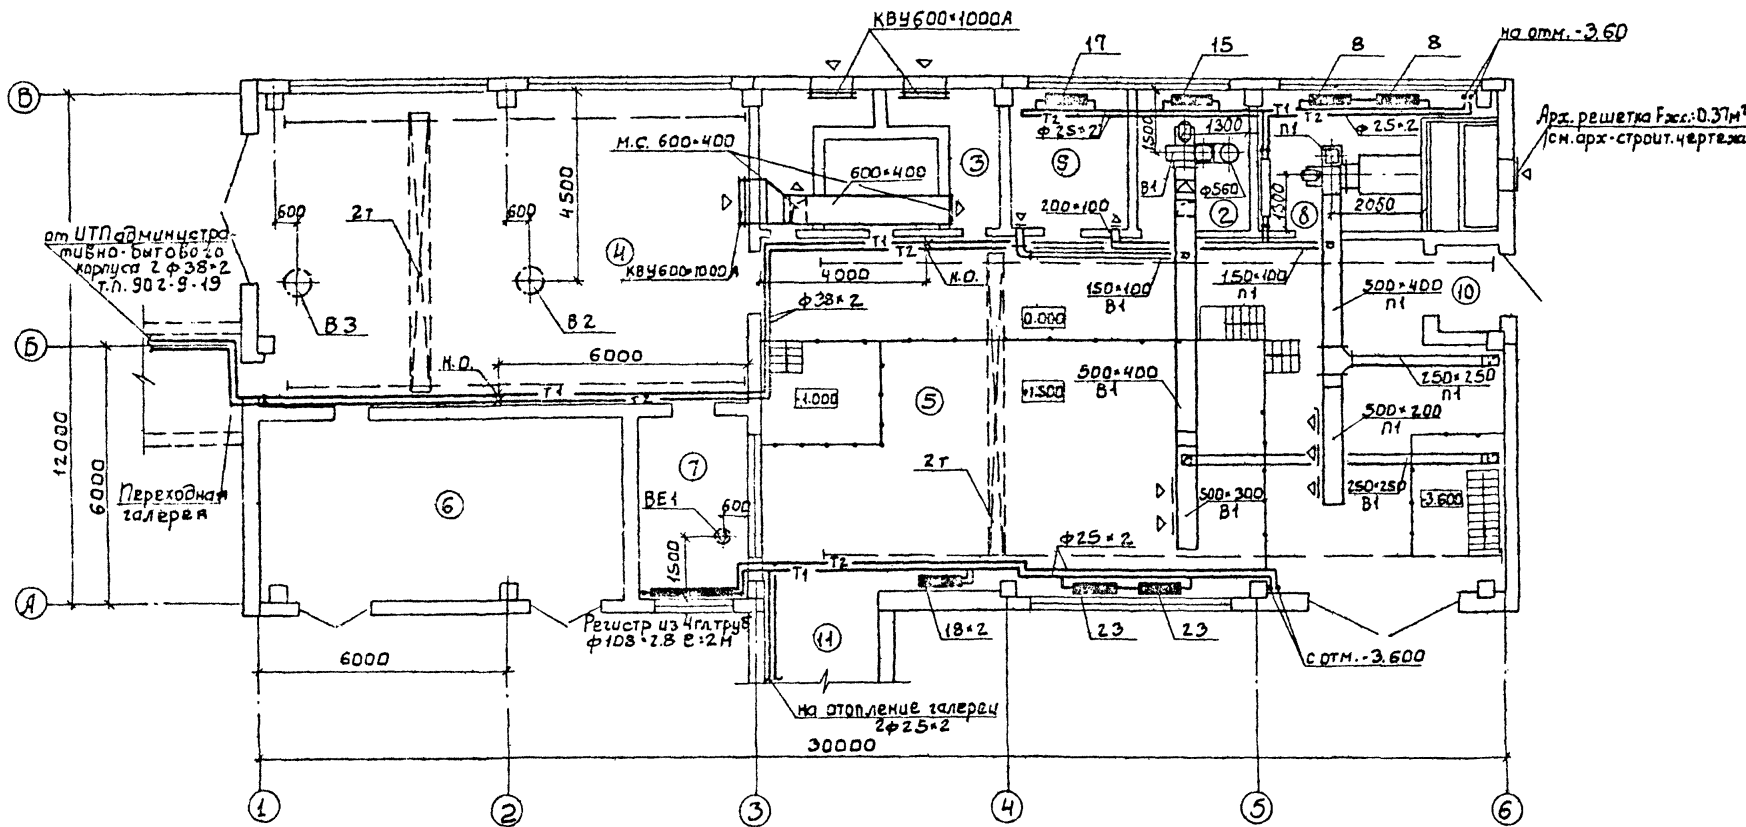 КВУ600×1000А
17
15
8
8
на отм. -3.60
В
Т1
Т2
Т2
ф25×2
ф25×2
1500
1300
П1
Арх. решетка Fж.с.=0.37м²
см. арх-строит. чертежи
М.С. 600×400
600×400
3
9
В1
ф560
2
8
1300
2050
4500
600
600
2т
200×100
от ИТП администра-
тивно-бытового
корпуса 2ф38×2
т.п. 902-9-19
4
КВУ600×1000А
Т1
Т2
4000
К.О.
ф38×2
150×100
В1
150×100
П1
500×400
П1
10
В3
В2
0.000
Б
6000
К.О.
Т1
Т2
-1.000
5
-1.500
500×400
В1
250×250
П1
500×200
П1
12000
6000
Переходная
галерея
6
7
ВЕ1
600
1500
2т
500×300
В1
250×250
В1
-3.600
ф25×2
Т1
Т2
А
Регистр из 4 гл. труб
ф108×2.8 ℓ=2м
11
18×2
23
23
с отм. -3.600
6000
на отопление галереи
2ф25×2
30000
1
2
3
4
5
6